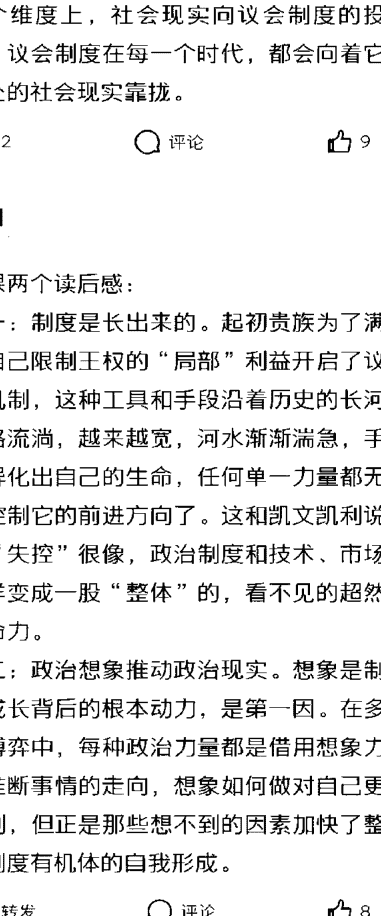 个维度上，社会现实向议会制度的投
议会制度在每一个时代，都会向着它
处的社会现实靠拢。
2 评论 9
课两个读后感：
一：制度是长出来的。起初贵族为了满
自己限制王权的“局部”利益开启了议
机制，这种工具和手段沿着历史的长河
路流淌，越来越宽，河水渐渐湍急，手
异化出自己的生命，任何单一力量都无
控制它的前进方向了。这和凯文凯利说
“失控”很像，政治制度和技术、市场
样变成一股“整体”的，看不见的超然
命力。
二：政治想象推动政治现实。想象是制
成长背后的根本动力，是第一因。在多
博弈中，每种政治力量都是借用想象力
推断事情的走向，想象如何做对自己更
利，但正是那些想不到的因素加快了整
制度有机体的自我形成。
转发 评论 8